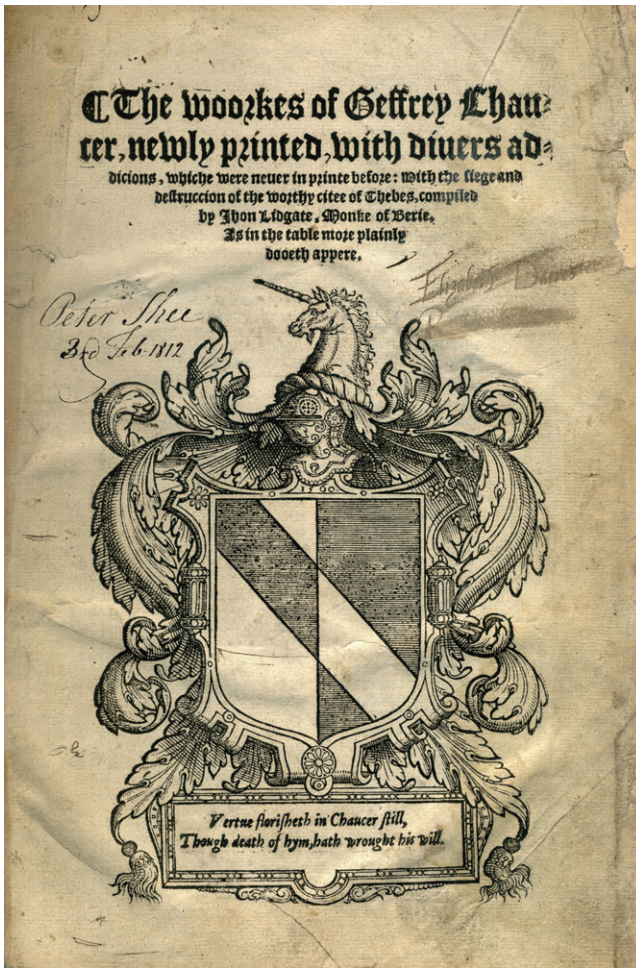 ¶The woorkes of Geffrey Chau-
cer, newly printed, with diuers ad-
dicions, whiche were neuer in printe before: With the siege and
destruccion of the worthy citee of Thebes, compiled
by Jhon Lidgate, Monke of Berie.
As in the table more plainly
dooeth appere.
Elizabeth
Peter Shee
3rd Feb. 1812
Vertue florisheth in Chaucer still,
Though death of hym, hath wrought his will.